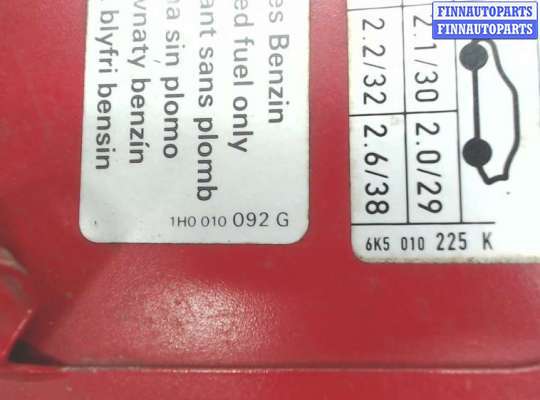 FINNAUTOPARTS
FINNAUTOPARTS
es Benzin
ed fuel only
ant sans plomb
na sin plomo
vnaty benzín
blyfri bensin
1H0 010 092 G
2.1/30
2.0/29
2.2/32
2.6/38
6K5 010 225 K